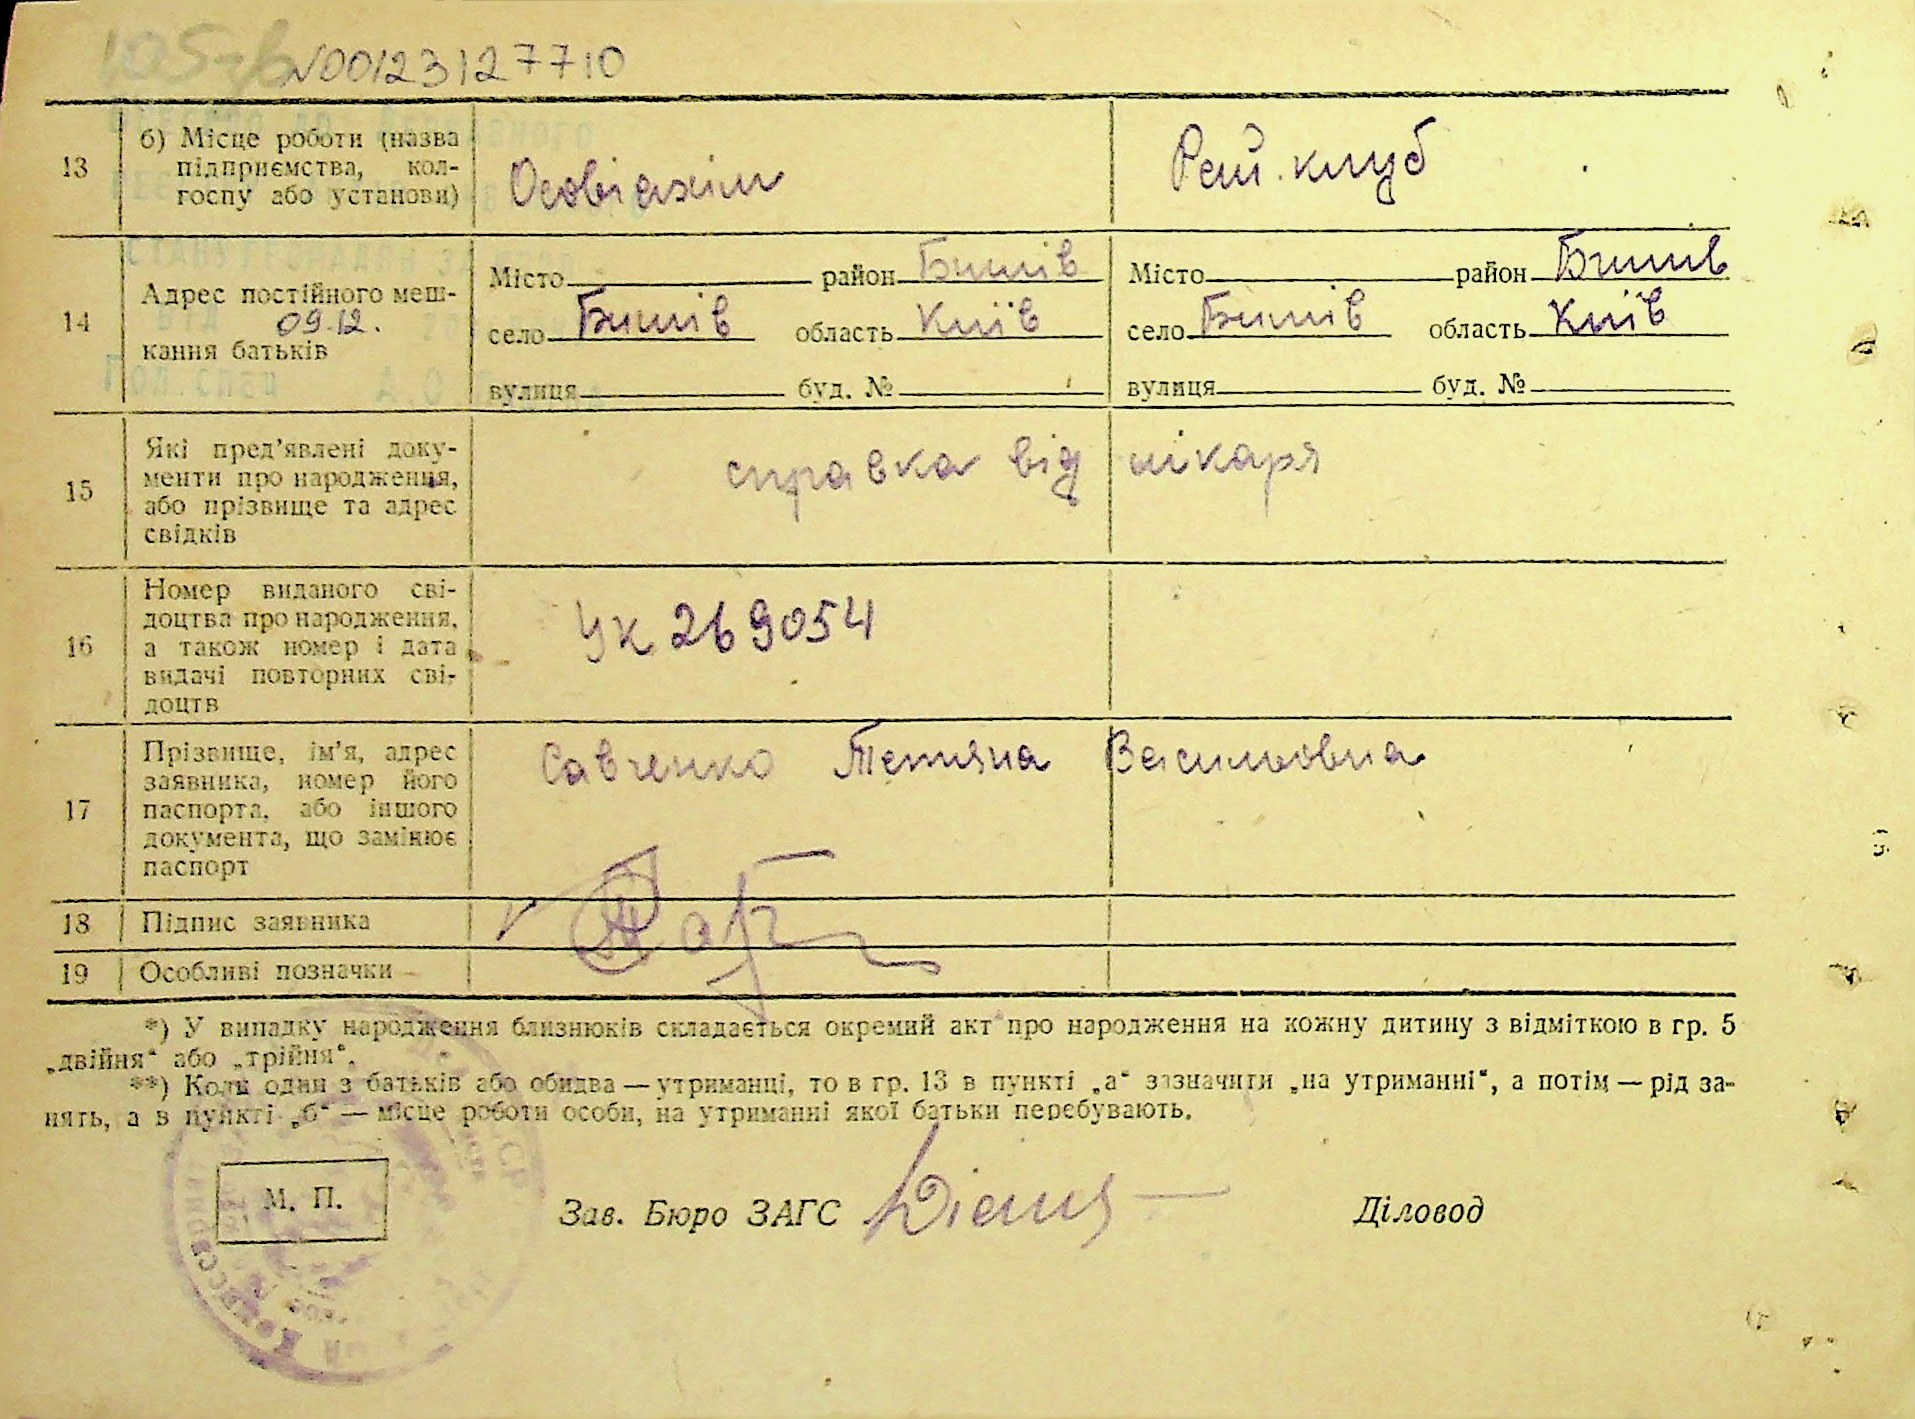 N00123127710
13 б) Місце роботи (назва підприємства, колгоспу або установи) Осовіахім Рай. клуб
14 Адрес постійного мешкання батьків 09.12.
Місто район Бишів Місто район Бишів
село Бишів область Київ село Бишів область Київ
вулиця буд. № вулиця буд. №
15 Які пред'явлені документи про народження, або прізвище та адрес свідків справка від лікаря
16 Номер виданого свідоцтва про народження, а також номер і дата видачі повторних свідоцтв УК 269054
17 Прізвище, ім'я, адрес заявника, номер його паспорта, або іншого документа, що замінює паспорт Савченко Тетяна Васильовна
18 Підпис заявника
19 Особливі позначки
*) У випадку народження близнюків складається окремий акт про народження на кожну дитину з відміткою в гр. 5
„двійня“ або „трійня“.
**) Коли один з батьків або обидва — утриманці, то в гр. 13 в пункті „а“ зазначити „на утриманні“, а потім — рід за-
нять, а в пункті „б“ — місце роботи особи, на утриманні якої батьки перебувають.
М. П. Зав. Бюро ЗАГС Діловод